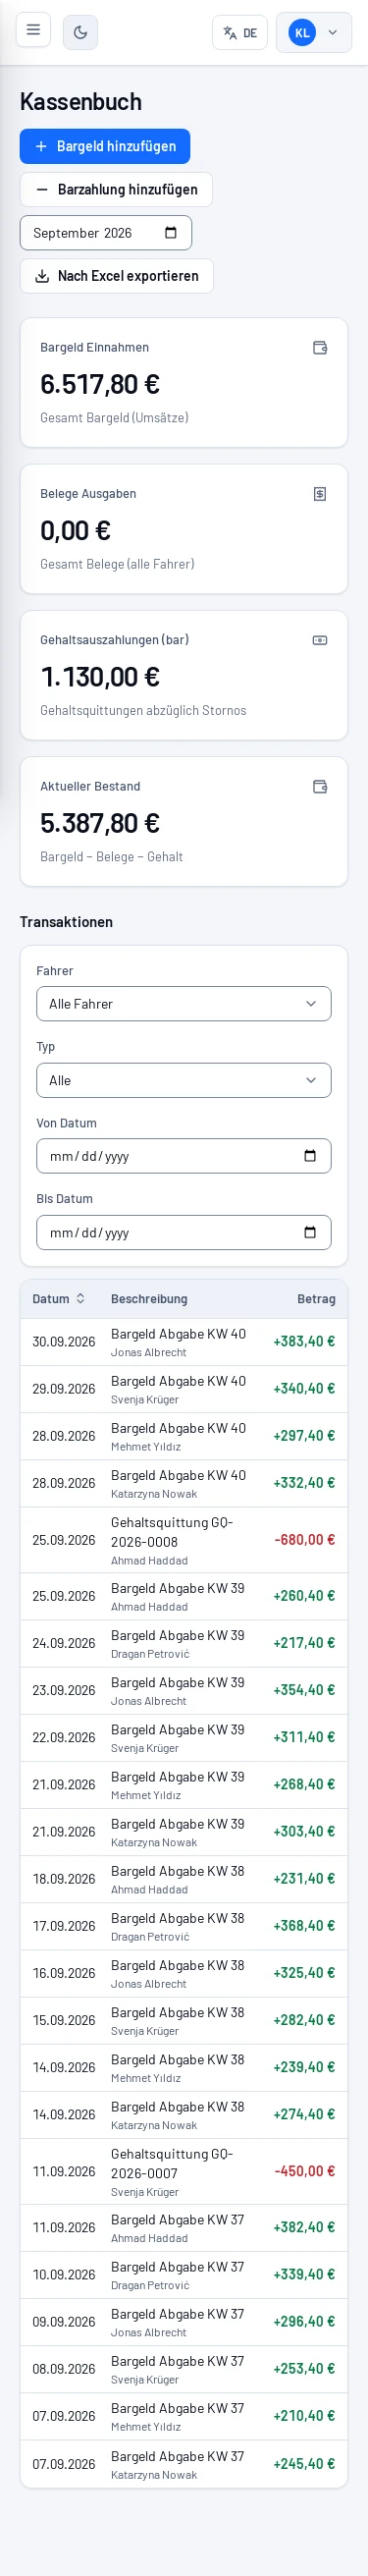 DE
KL
Kassenbuch
Bargeld hinzufügen
Barzahlung hinzufügen
September 2026
Nach Excel exportieren
Bargeld Einnahmen
6.517,80 €
Gesamt Bargeld (Umsätze)
Belege Ausgaben
0,00 €
Gesamt Belege (alle Fahrer)
Gehaltsauszahlungen (bar)
1.130,00 €
Gehaltsquittungen abzüglich Stornos
Aktueller Bestand
5.387,80 €
Bargeld − Belege − Gehalt
Transaktionen
Fahrer
Alle Fahrer
Typ
Alle
Von Datum
mm/dd/yyyy
BIs Datum
mm/dd/yyyy
Datum Beschreibung Betrag
30.09.2026 Bargeld Abgabe KW 40 +383,40 €
Jonas Albrecht
29.09.2026 Bargeld Abgabe KW 40 +340,40 €
Svenja Krüger
28.09.2026 Bargeld Abgabe KW 40 +297,40 €
Mehmet Yıldız
28.09.2026 Bargeld Abgabe KW 40 +332,40 €
Katarzyna Nowak
25.09.2026 Gehaltsquittung GQ- -680,00 €
2026-0008
Ahmad Haddad
25.09.2026 Bargeld Abgabe KW 39 +260,40 €
Ahmad Haddad
24.09.2026 Bargeld Abgabe KW 39 +217,40 €
Dragan Petrović
23.09.2026 Bargeld Abgabe KW 39 +354,40 €
Jonas Albrecht
22.09.2026 Bargeld Abgabe KW 39 +311,40 €
Svenja Krüger
21.09.2026 Bargeld Abgabe KW 39 +268,40 €
Mehmet Yıldız
21.09.2026 Bargeld Abgabe KW 39 +303,40 €
Katarzyna Nowak
18.09.2026 Bargeld Abgabe KW 38 +231,40 €
Ahmad Haddad
17.09.2026 Bargeld Abgabe KW 38 +368,40 €
Dragan Petrović
16.09.2026 Bargeld Abgabe KW 38 +325,40 €
Jonas Albrecht
15.09.2026 Bargeld Abgabe KW 38 +282,40 €
Svenja Krüger
14.09.2026 Bargeld Abgabe KW 38 +239,40 €
Mehmet Yıldız
14.09.2026 Bargeld Abgabe KW 38 +274,40 €
Katarzyna Nowak
11.09.2026 Gehaltsquittung GQ- -450,00 €
2026-0007
Svenja Krüger
11.09.2026 Bargeld Abgabe KW 37 +382,40 €
Ahmad Haddad
10.09.2026 Bargeld Abgabe KW 37 +339,40 €
Dragan Petrović
09.09.2026 Bargeld Abgabe KW 37 +296,40 €
Jonas Albrecht
08.09.2026 Bargeld Abgabe KW 37 +253,40 €
Svenja Krüger
07.09.2026 Bargeld Abgabe KW 37 +210,40 €
Mehmet Yıldız
07.09.2026 Bargeld Abgabe KW 37 +245,40 €
Katarzyna Nowak